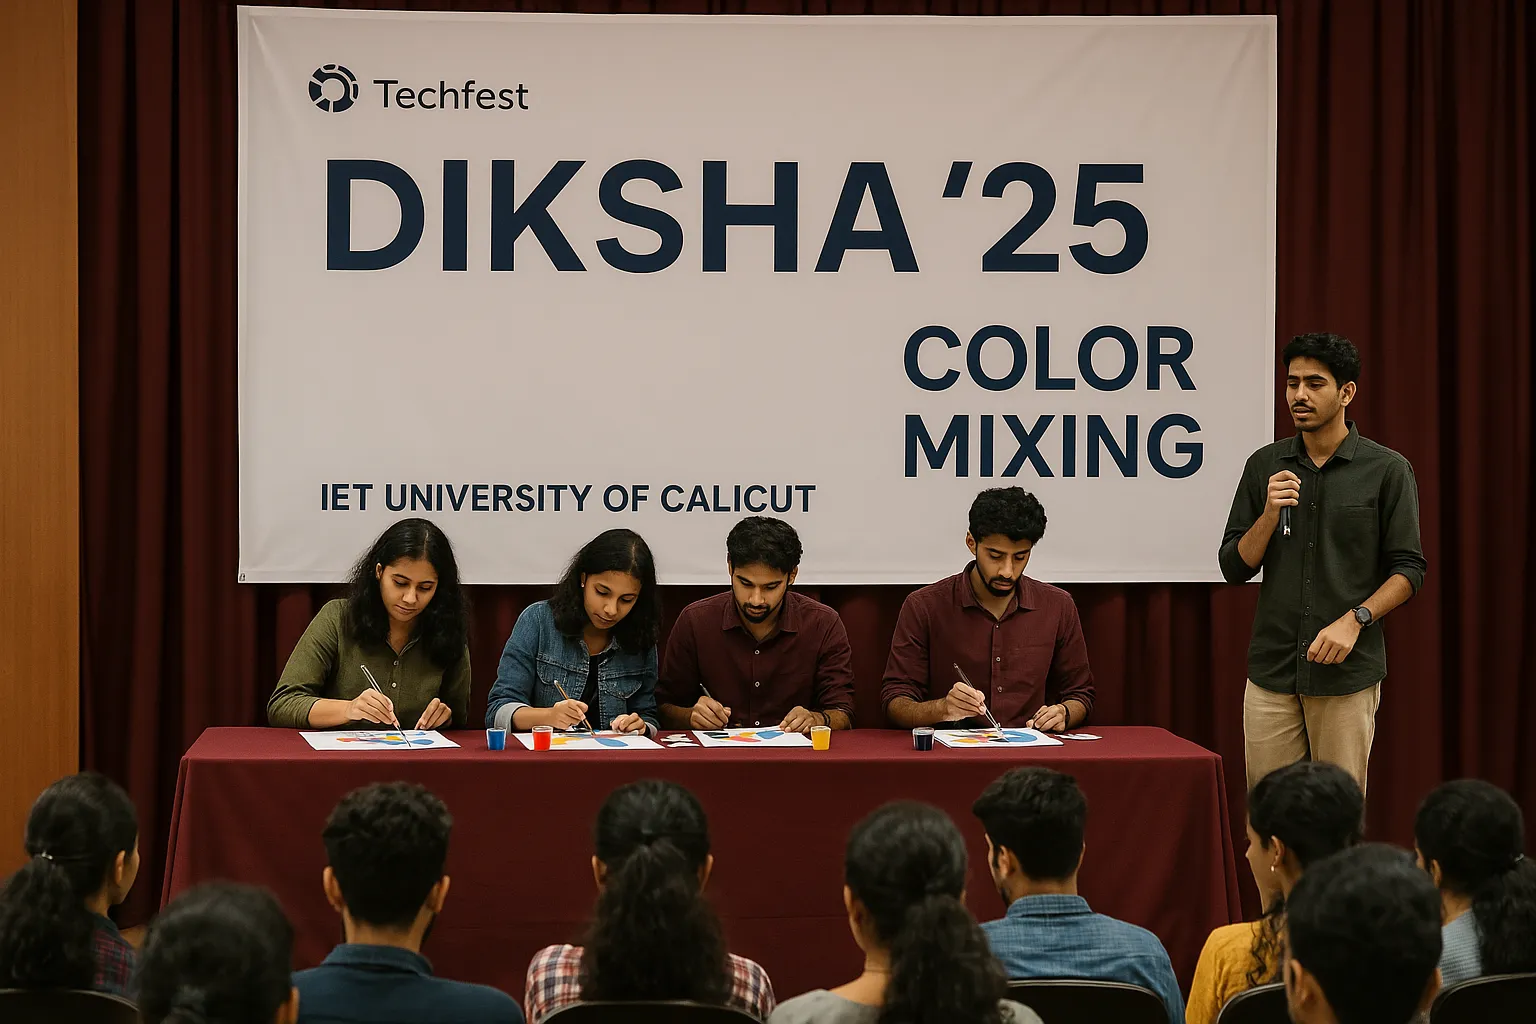 Techfest
DIKSHA '25
COLOR
MIXING
IET UNIVERSITY OF CALICUT